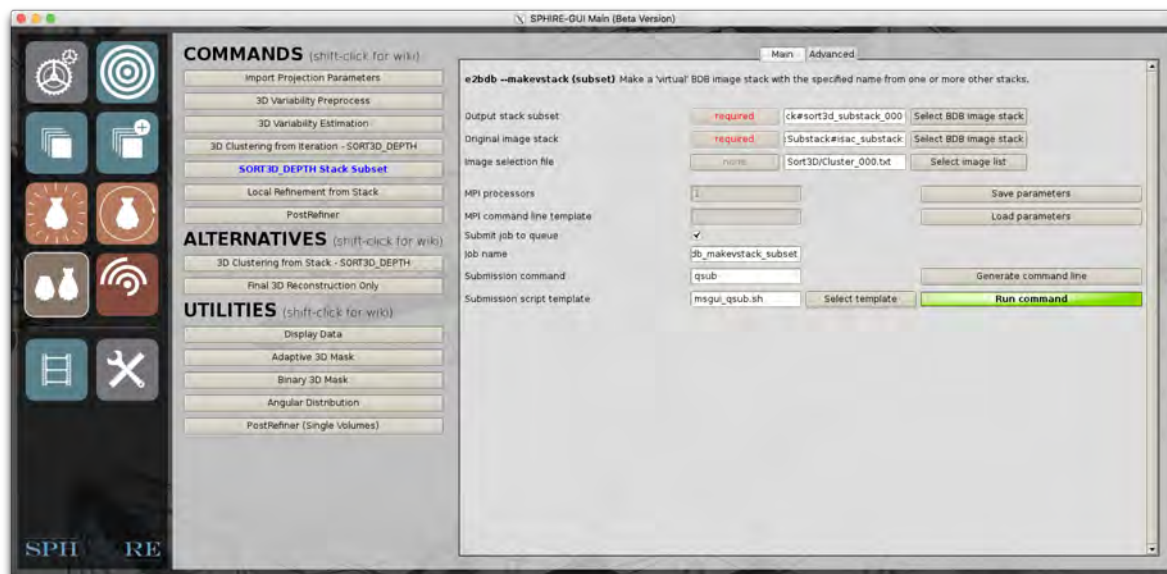 SPHIRE-GUI Main (Beta Version)
COMMANDS (shift-click for wiki)
Import Projection Parameters
3D Variability Preprocess
3D Variability Estimation
3D Clustering from Iteration - SORT3D_DEPTH
SORT3D_DEPTH Stack Subset
Local Refinement from Stack
PostRefiner
ALTERNATIVES (shift-click for wiki)
3D Clustering from Stack - SORT3D_DEPTH
Final 3D Reconstruction Only
UTILITIES (shift-click for wiki)
Display Data
Adaptive 3D Mask
Binary 3D Mask
Angular Distribution
PostRefiner (Single Volumes)
SPH RE
Main Advanced
e2bdb --makevstack (subset) Make a 'virtual' BDB image stack with the specified name from one or more other stacks.
Output stack subset required ck#sort3d_substack_000 Select BDB image stack
Original image stack required :Substack#isac_substack Select BDB image stack
Image selection file none Sort3D/Cluster_000.txt Select image list
MPI processors 1 Save parameters
MPI command line template Load parameters
Submit job to queue ✓
Job name db_makevstack_subset
Submission command qsub Generate command line
Submission script template msgui_qsub.sh Select template Run command